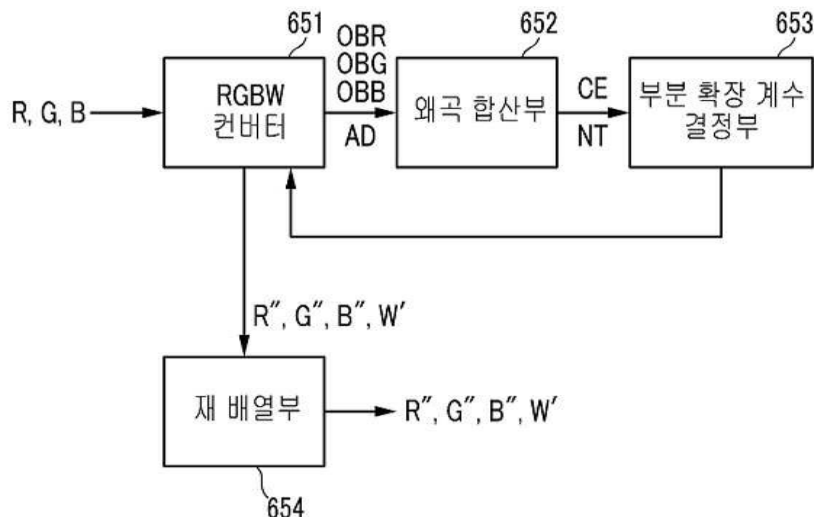 651
652
653
R, G, B
RGBW
컨버터
OBR
OBG
OBB
AD
왜곡 합산부
CE
NT
부분 확장 계수
결정부
R″, G″, B″, W′
재 배열부
R″, G″, B″, W′
654